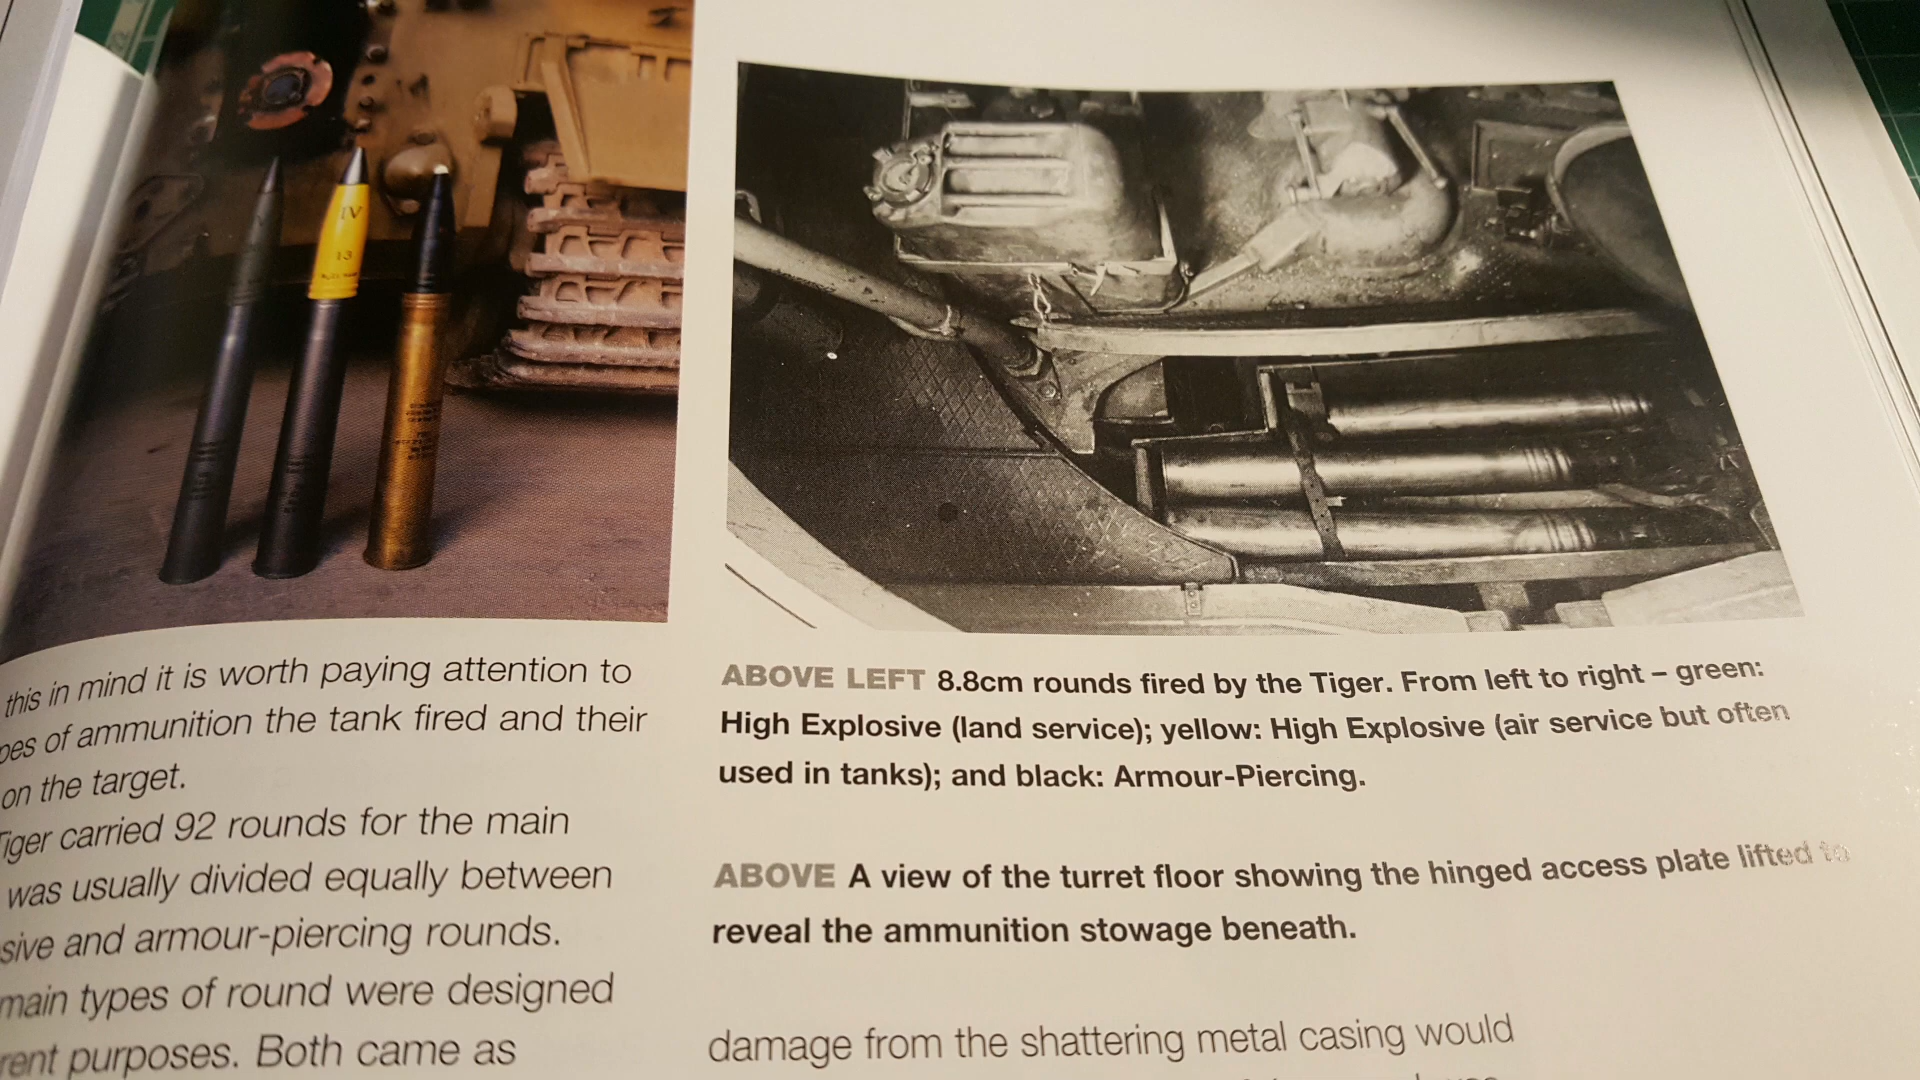 IV
13
this in mind it is worth paying attention to
of ammunition the tank fired and their
on the target.
Tiger carried 92 rounds for the main
was usually divided equally between
sive and armour-piercing rounds.
main types of round were designed
rent purposes. Both came as
ABOVE LEFT 8.8cm rounds fired by the Tiger. From left to right – green:
High Explosive (land service); yellow: High Explosive (air service but often
used in tanks); and black: Armour-Piercing.
ABOVE A view of the turret floor showing the hinged access plate lifted to
reveal the ammunition stowage beneath.
damage from the shattering metal casing would